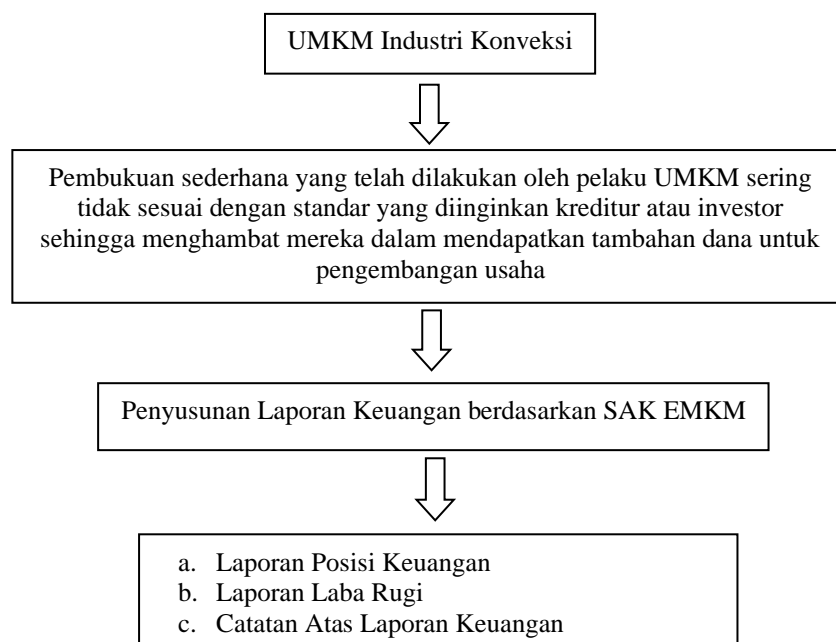 UMKM Industri Konveksi
Pembukuan sederhana yang telah dilakukan oleh pelaku UMKM sering
tidak sesuai dengan standar yang diinginkan kreditur atau investor
sehingga menghambat mereka dalam mendapatkan tambahan dana untuk
pengembangan usaha
Penyusunan Laporan Keuangan berdasarkan SAK EMKM
a. Laporan Posisi Keuangan
b. Laporan Laba Rugi
c. Catatan Atas Laporan Keuangan